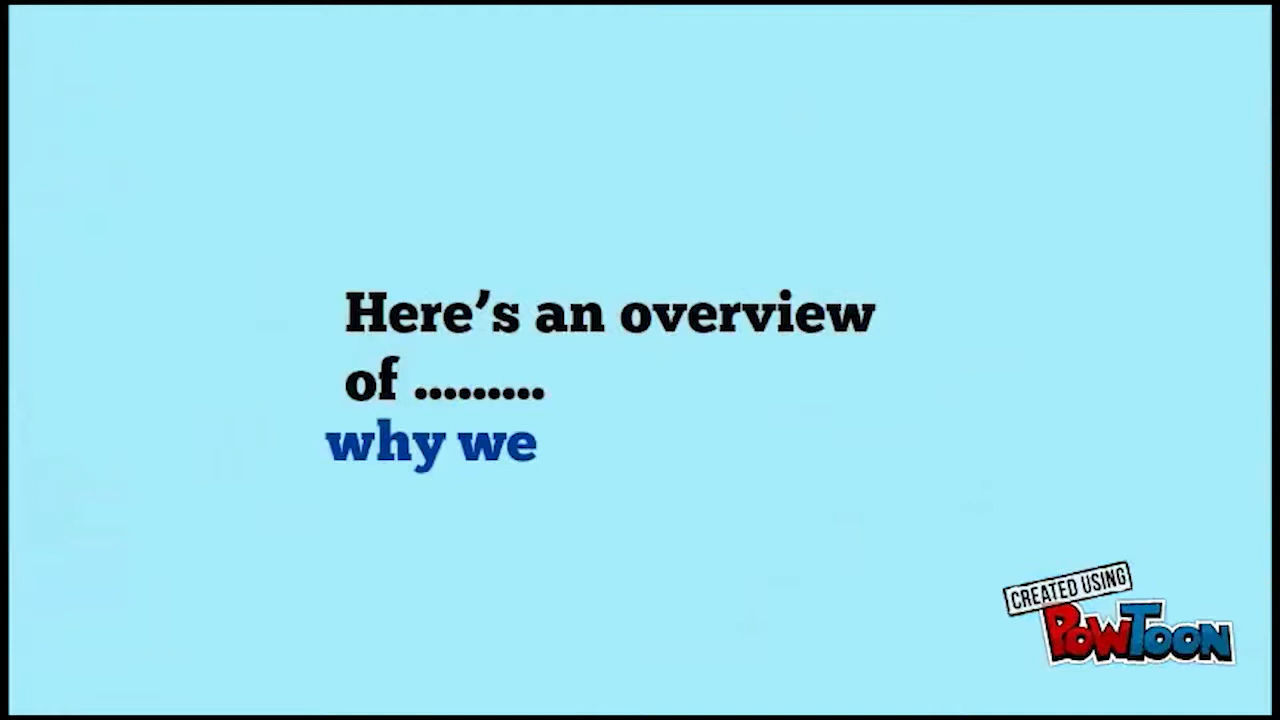 Here’s an overview
of .........
why we
CREATED USING
POWTOON